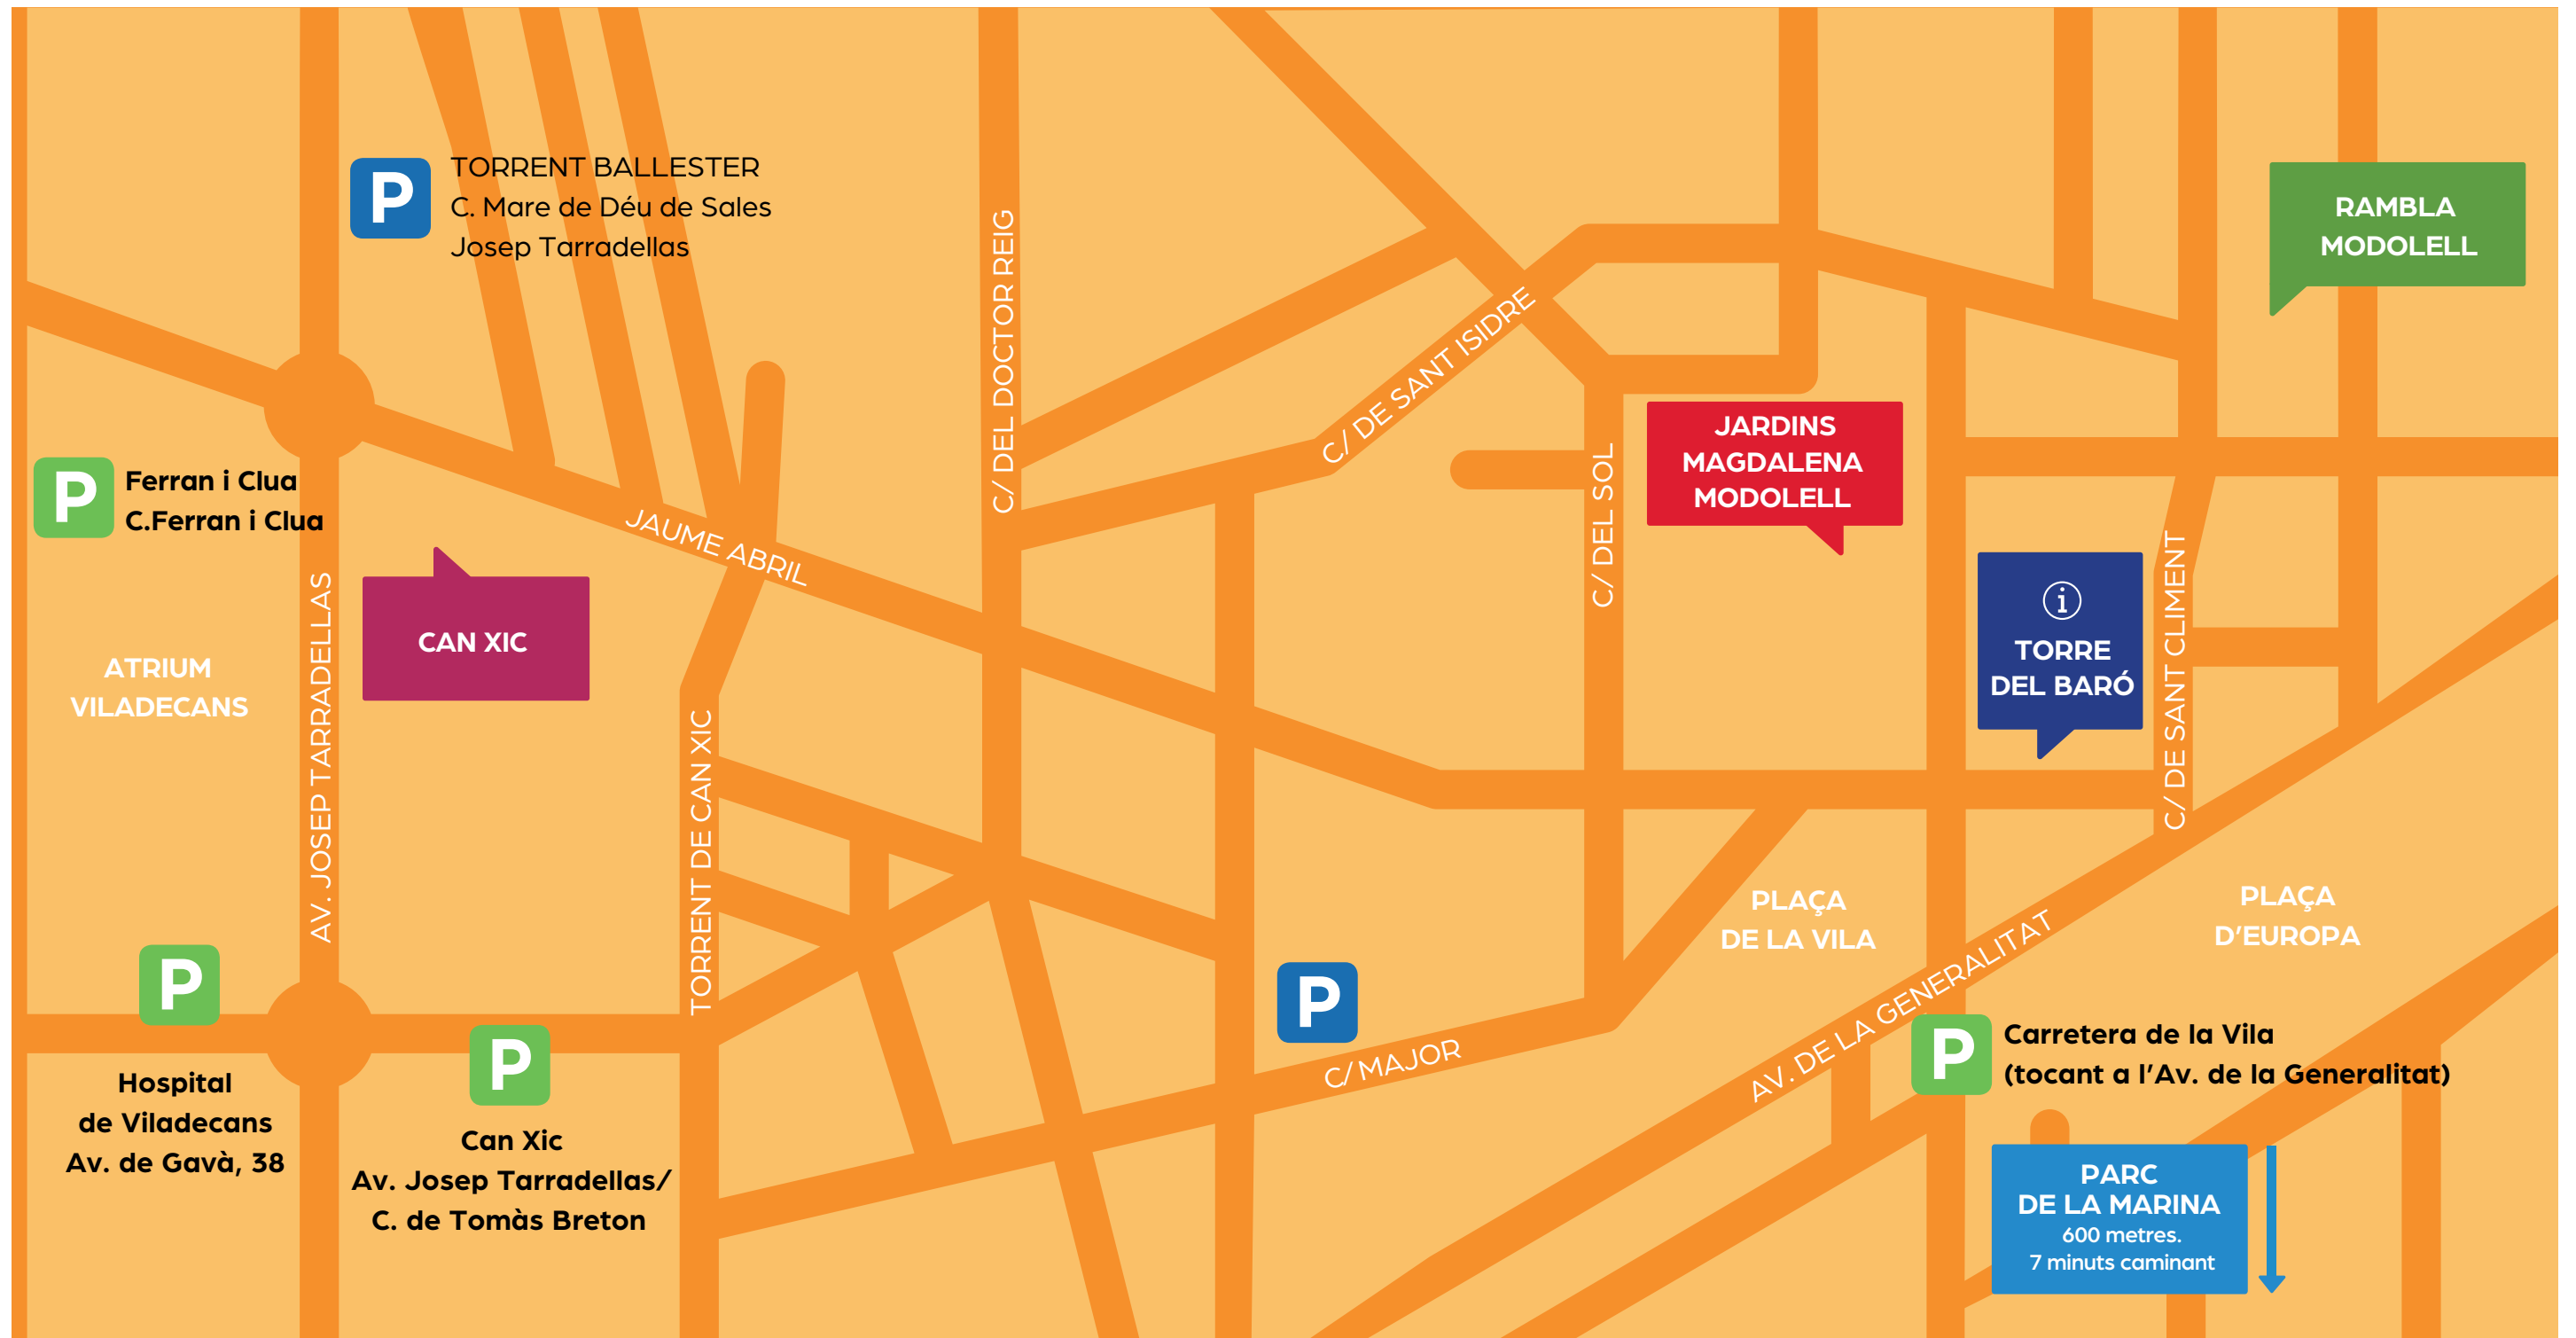 P
TORRENT BALLESTER
C. Mare de Déu de Sales
Josep Tarradellas
RAMBLA
MODOLELL
C/ DEL DOCTOR REIG
C/ DE SANT ISIDRE
JARDINS
MAGDALENA
MODOLELL
P
Ferran i Clua
C.Ferran i Clua
JAUME ABRIL
C/ DEL SOL
CAN XIC
ATRIUM
VILADECANS
AV. JOSEP TARRADELLAS
i
TORRE
DEL BARÓ
C/ DE SANT CLIMENT
TORRENT DE CAN XIC
PLAÇA
DE LA VILA
PLAÇA
D'EUROPA
P
Hospital
de Viladecans
Av. de Gavà, 38
P
Can Xic
Av. Josep Tarradellas/
C. de Tomàs Breton
P
C/ MAJOR
AV. DE LA GENERALITAT
P
Carretera de la Vila
(tocant a l'Av. de la Generalitat)
PARC
DE LA MARINA
600 metres.
7 minuts caminant